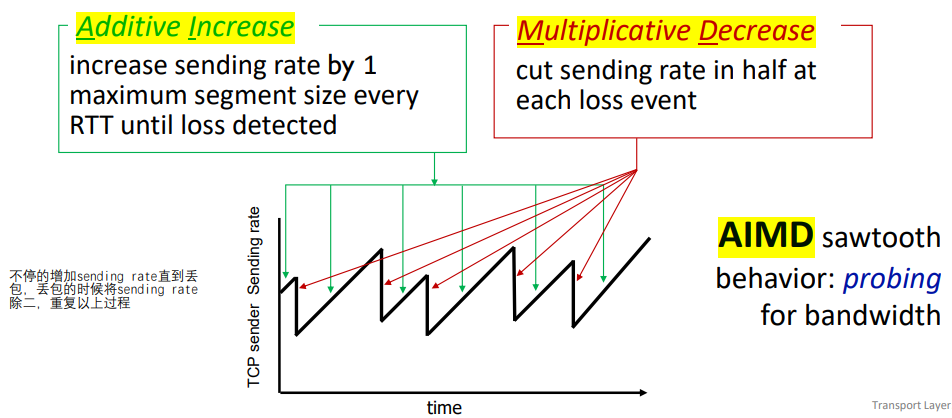 Additive Increase
increase sending rate by 1
maximum segment size every
RTT until loss detected
Multiplicative Decrease
cut sending rate in half at
each loss event
TCP sender Sending rate
time
不停的增加sending rate直到丢
包，丢包的时候将sending rate
除二，重复以上过程
AIMD sawtooth
behavior: probing
for bandwidth
Transport Layer